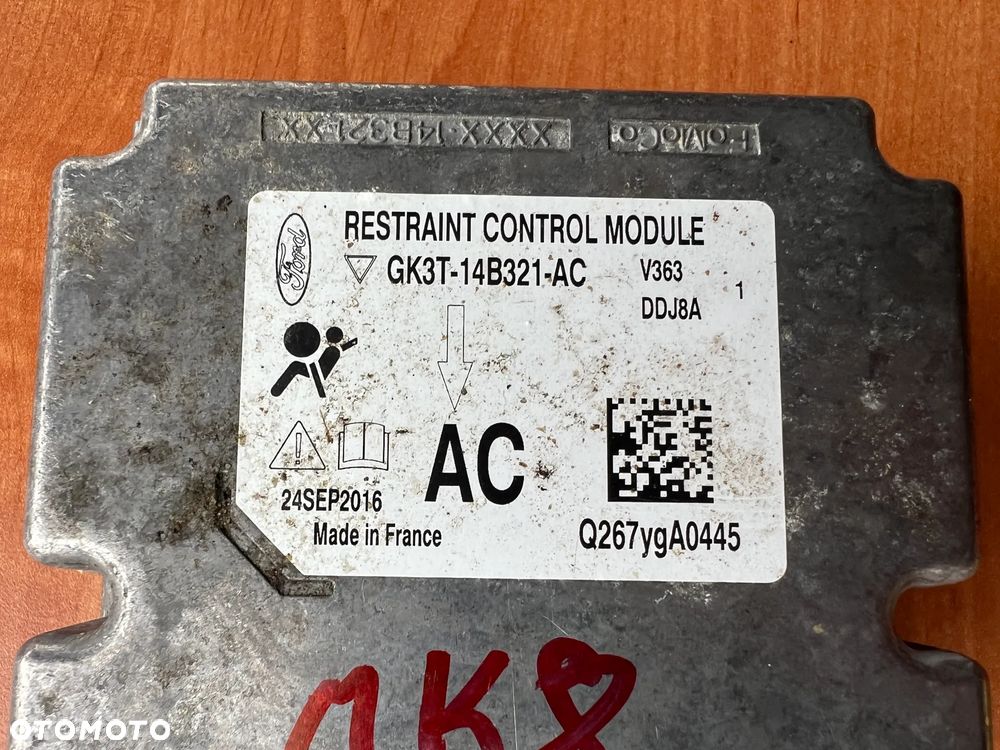 FoMoCo
XXXX-14B321-XX
Ford
RESTRAINT CONTROL MODULE
GK3T-14B321-AC
V363
DDJ8A
1
AC
24SEP2016
Made in France
Q267ygA0445
MK8
OTOMOTO